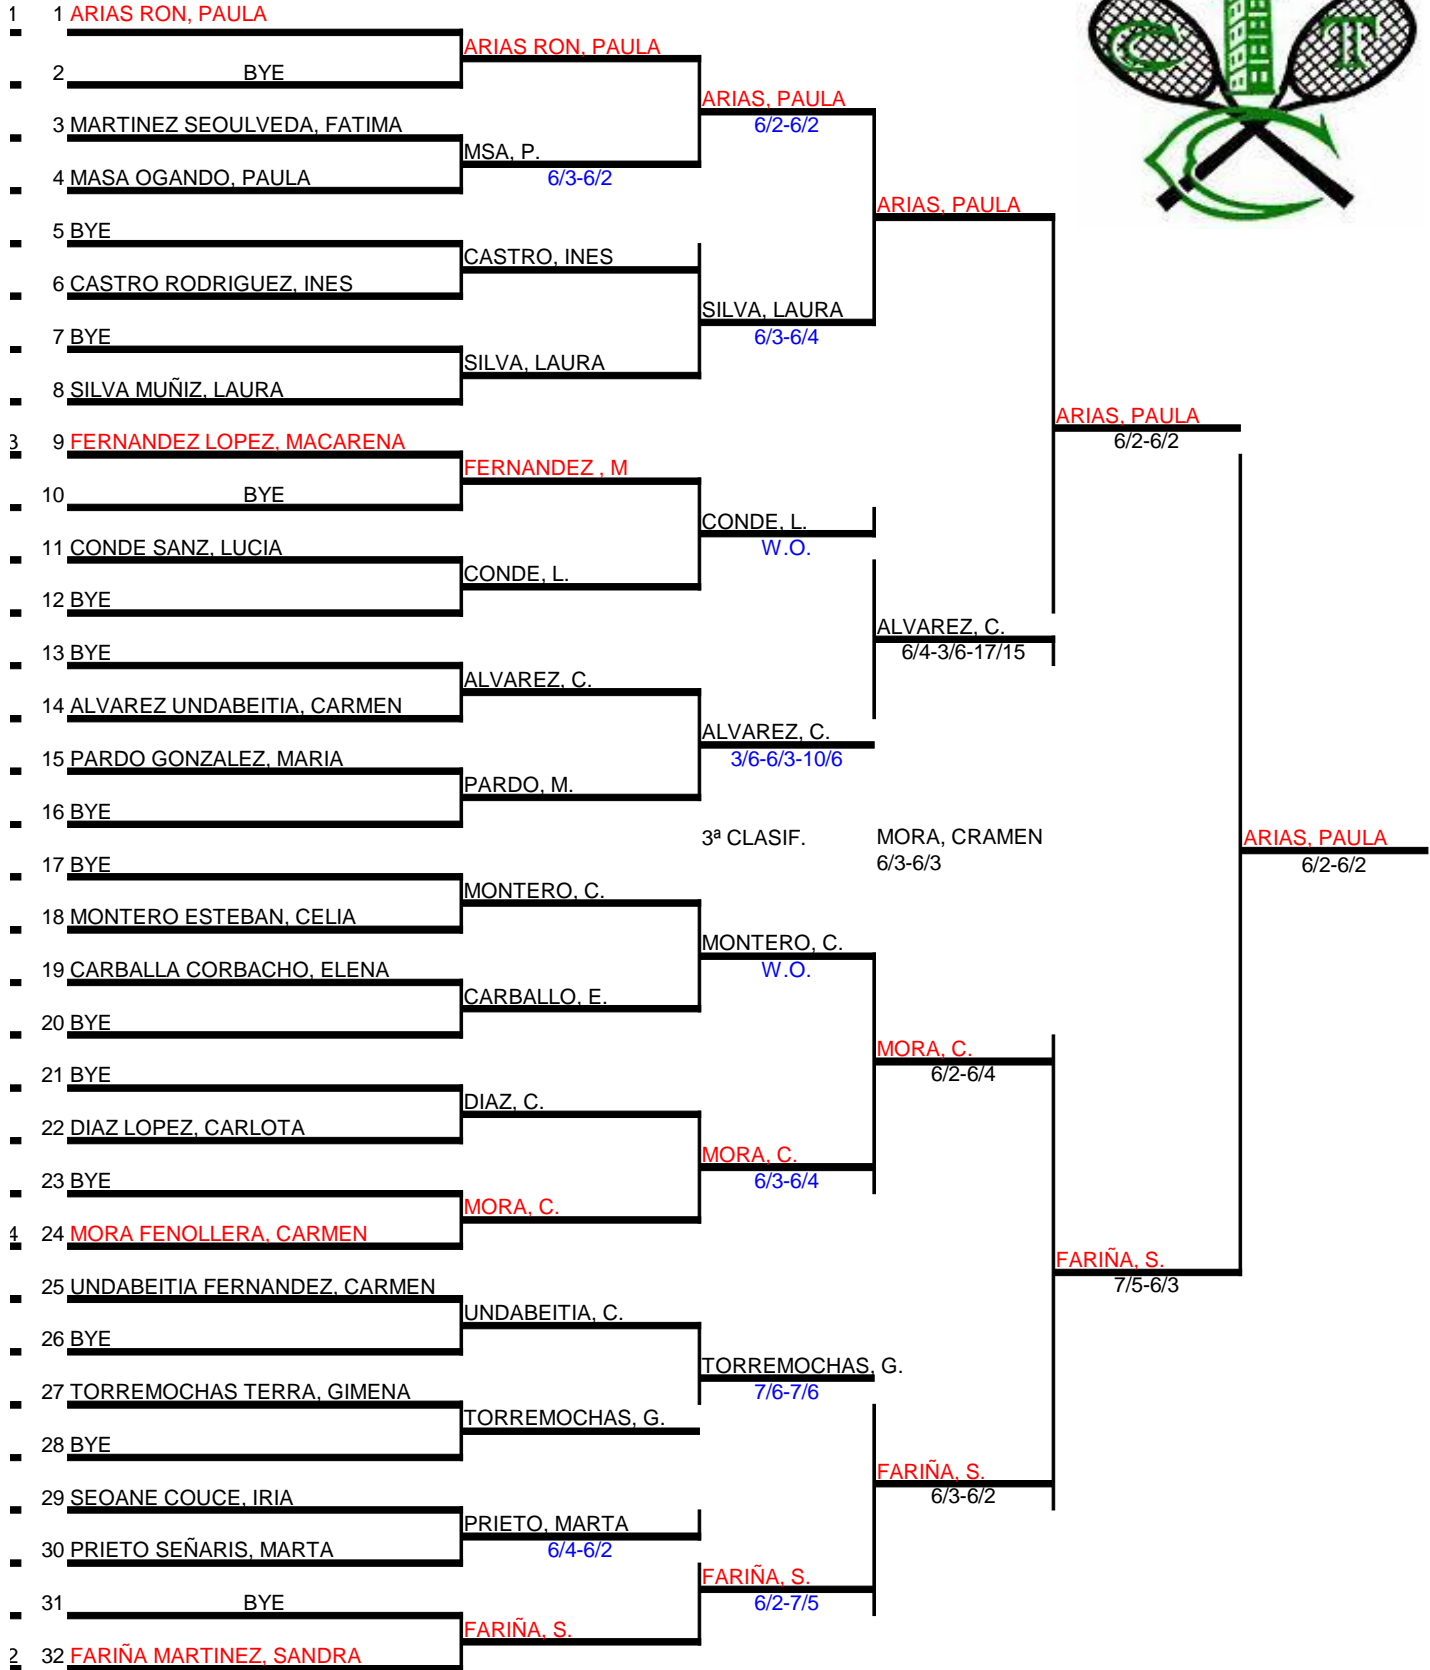 1 1 ARIAS RON, PAULA
ARIAS RON, PAULA
2 BYE
ARIAS, PAULA
6/2-6/2
3 MARTINEZ SEOULVEDA, FATIMA
MSA, P.
6/3-6/2
4 MASA OGANDO, PAULA
ARIAS, PAULA
5 BYE
CASTRO, INES
6 CASTRO RODRIGUEZ, INES
SILVA, LAURA
6/3-6/4
7 BYE
SILVA, LAURA
8 SILVA MUÑIZ, LAURA
ARIAS, PAULA
6/2-6/2
3 9 FERNANDEZ LOPEZ, MACARENA
FERNANDEZ , M
10 BYE
CONDE, L.
W.O.
11 CONDE SANZ, LUCIA
CONDE, L.
12 BYE
ALVAREZ, C.
6/4-3/6-17/15
13 BYE
ALVAREZ, C.
14 ALVAREZ UNDABEITIA, CARMEN
ALVAREZ, C.
3/6-6/3-10/6
15 PARDO GONZALEZ, MARIA
PARDO, M.
16 BYE
3ª CLASIF. MORA, CRAMEN
6/3-6/3
ARIAS, PAULA
6/2-6/2
17 BYE
MONTERO, C.
18 MONTERO ESTEBAN, CELIA
MONTERO, C.
W.O.
19 CARBALLA CORBACHO, ELENA
CARBALLO, E.
20 BYE
MORA, C.
6/2-6/4
21 BYE
DIAZ, C.
22 DIAZ LOPEZ, CARLOTA
MORA, C.
6/3-6/4
23 BYE
MORA, C.
4 24 MORA FENOLLERA, CARMEN
FARIÑA, S.
7/5-6/3
25 UNDABEITIA FERNANDEZ, CARMEN
UNDABEITIA, C.
26 BYE
TORREMOCHAS, G.
7/6-7/6
27 TORREMOCHAS TERRA, GIMENA
TORREMOCHAS, G.
28 BYE
FARIÑA, S.
6/3-6/2
29 SEOANE COUCE, IRIA
PRIETO, MARTA
6/4-6/2
30 PRIETO SEÑARIS, MARTA
FARIÑA, S.
6/2-7/5
31 BYE
FARIÑA, S.
2 32 FARIÑA MARTINEZ, SANDRA
C T